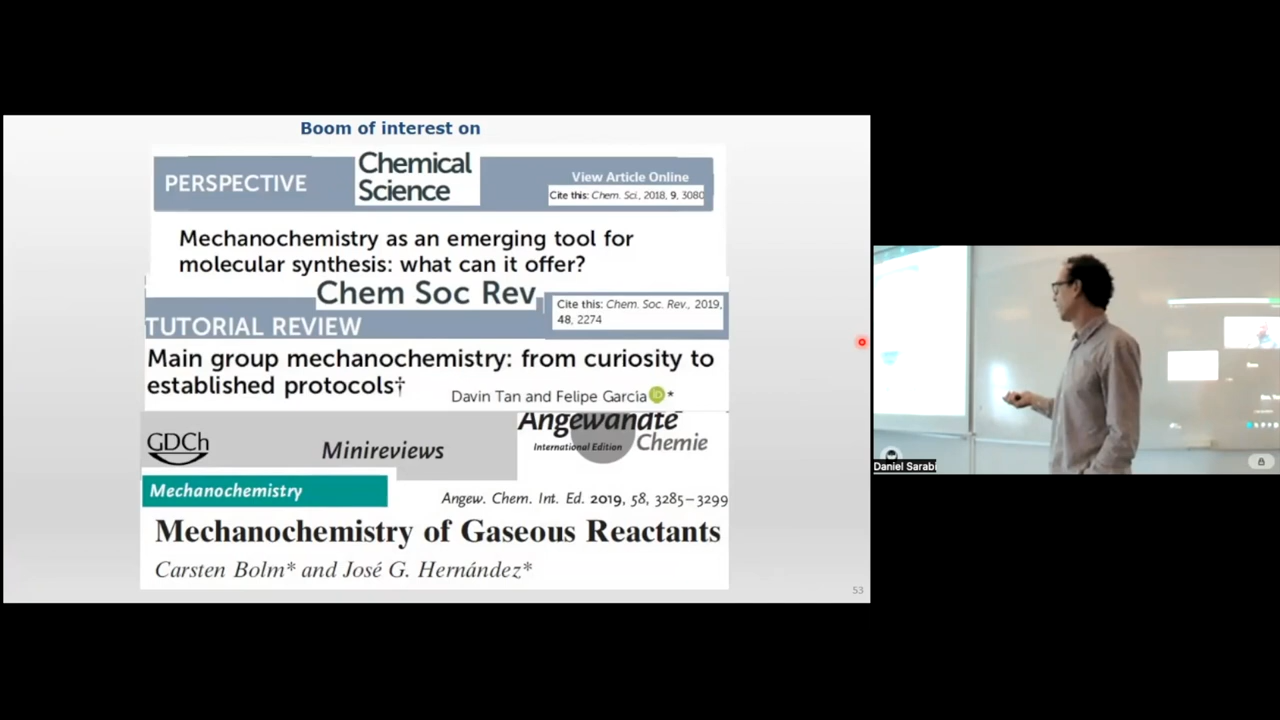 Boom of interest on
PERSPECTIVE
Chemical
Science
View Article Online
Cite this: Chem. Sci., 2018, 9, 3080
Mechanochemistry as an emerging tool for
molecular synthesis: what can it offer?
Chem Soc Rev
TUTORIAL REVIEW
Cite this: Chem. Soc. Rev., 2019,
48, 2274
Main group mechanochemistry: from curiosity to
established protocols†
Davin Tan and Felipe García iD *
GDCh
Minireviews
Angewandte
International Edition
Chemie
Mechanochemistry
Angew. Chem. Int. Ed. 2019, 58, 3285–3299
Mechanochemistry of Gaseous Reactants
Carsten Bolm* and José G. Hernández*
53
Daniel Sarabi